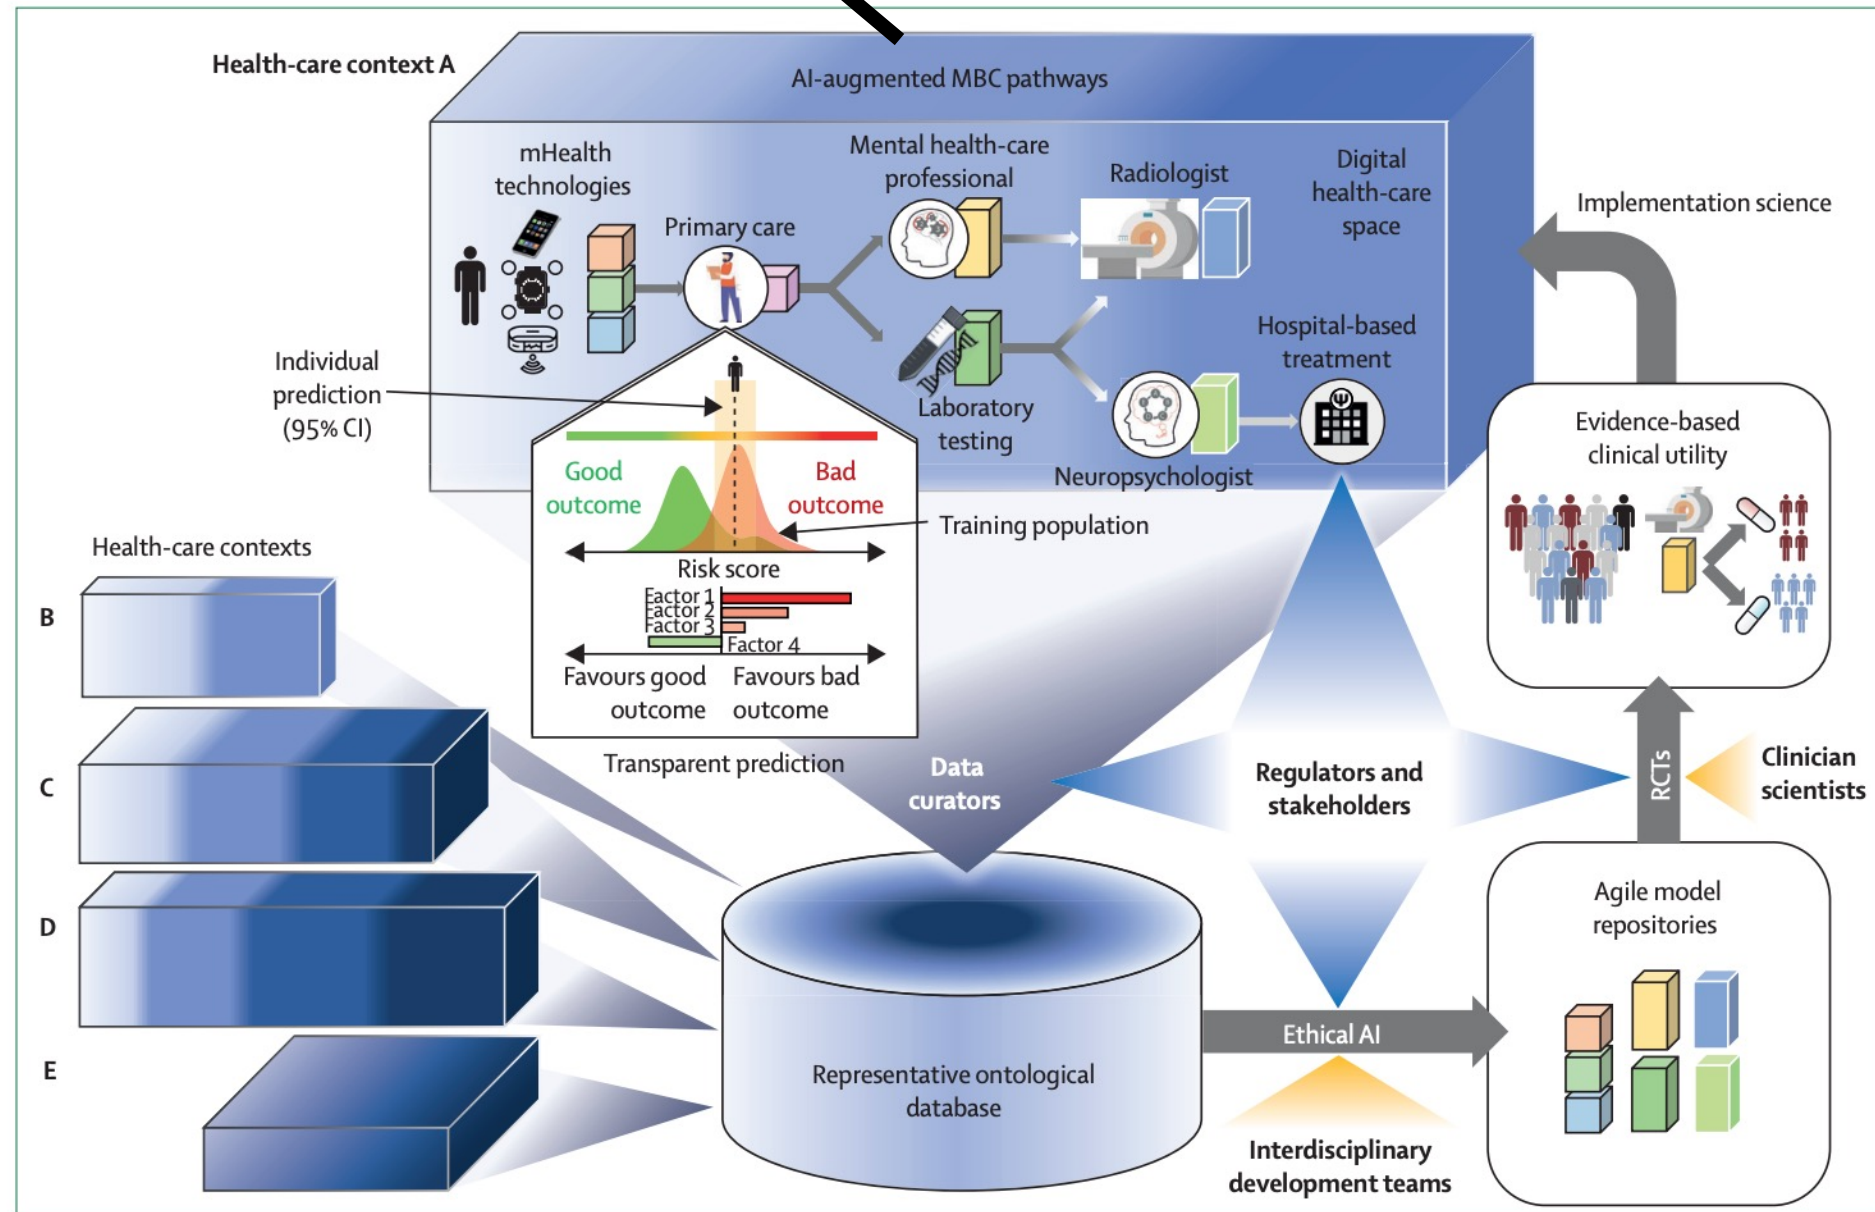 Health-care context A
AI-augmented MBC pathways
mHealth
technologies
Primary care
Mental health-care
professional
Radiologist
Digital
health-care
space
Laboratory
testing
Neuropsychologist
Hospital-based
treatment
Implementation science
Individual
prediction
(95% CI)
Good
outcome
Bad
outcome
Training population
Risk score
Factor 1
Factor 2
Factor 3
Factor 4
Favours good
outcome
Favours bad
outcome
Transparent prediction
Health-care contexts
B
C
D
E
Data
curators
Regulators and
stakeholders
Evidence-based
clinical utility
RCTs
Clinician
scientists
Agile model
repositories
Representative ontological
database
Ethical AI
Interdisciplinary
development teams